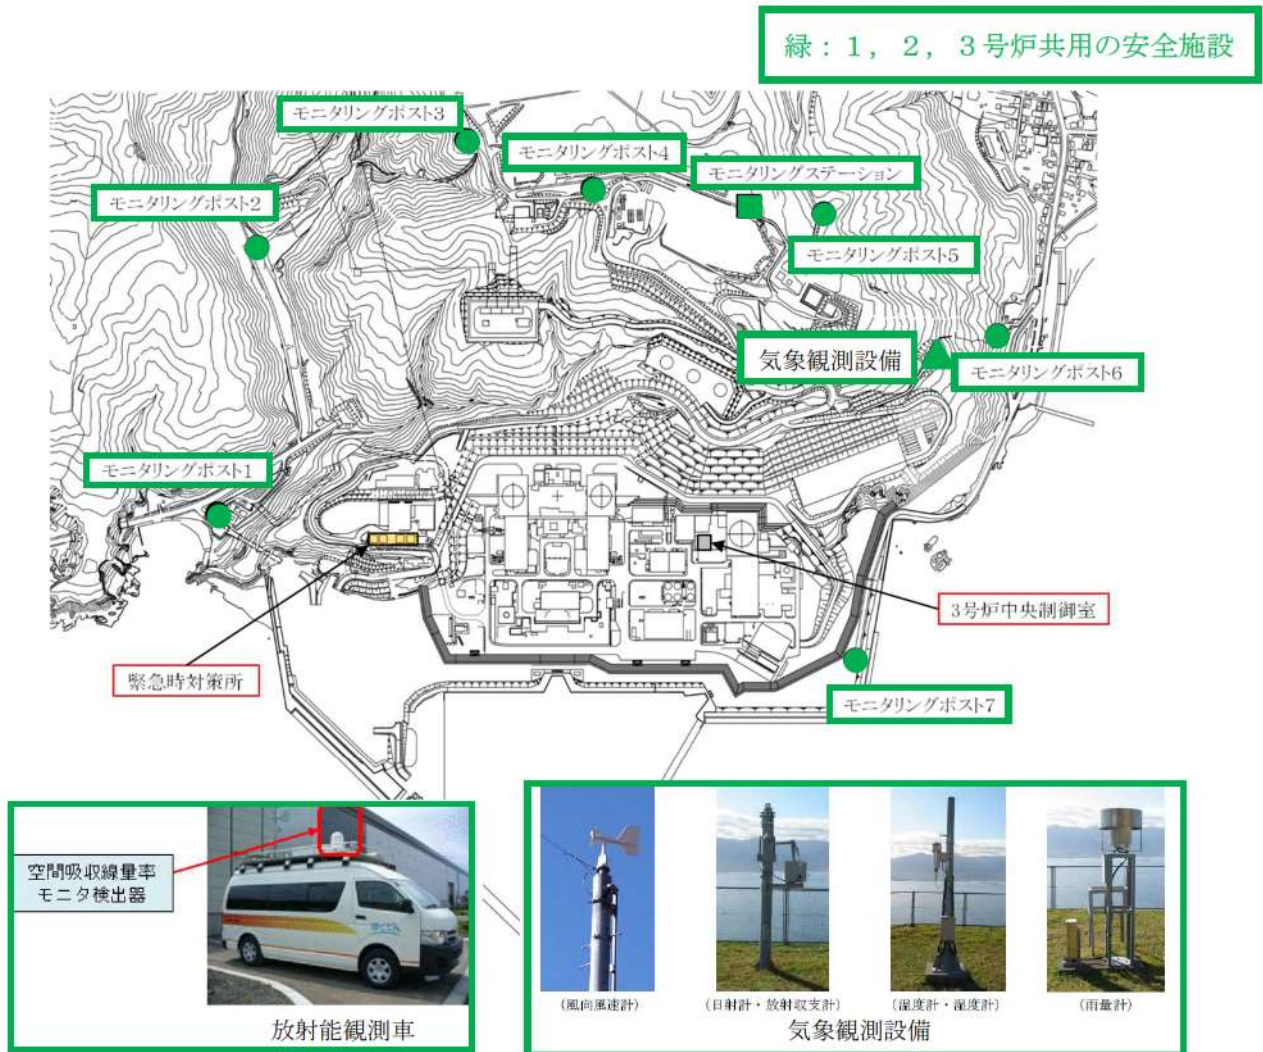 緑：1，2，3号炉共用の安全施設
モニタリングポスト3
モニタリングポスト4
モニタリングステーション
モニタリングポスト2
モニタリングポスト5
気象観測設備
モニタリングポスト6
モニタリングポスト1
3号炉中央制御室
緊急時対策所
モニタリングポスト7
空間吸収線量率
モニタ検出器
放射能観測車
(風向風速計)
(日射計・放射収支計)
(温度計・湿度計)
(雨量計)
気象観測設備